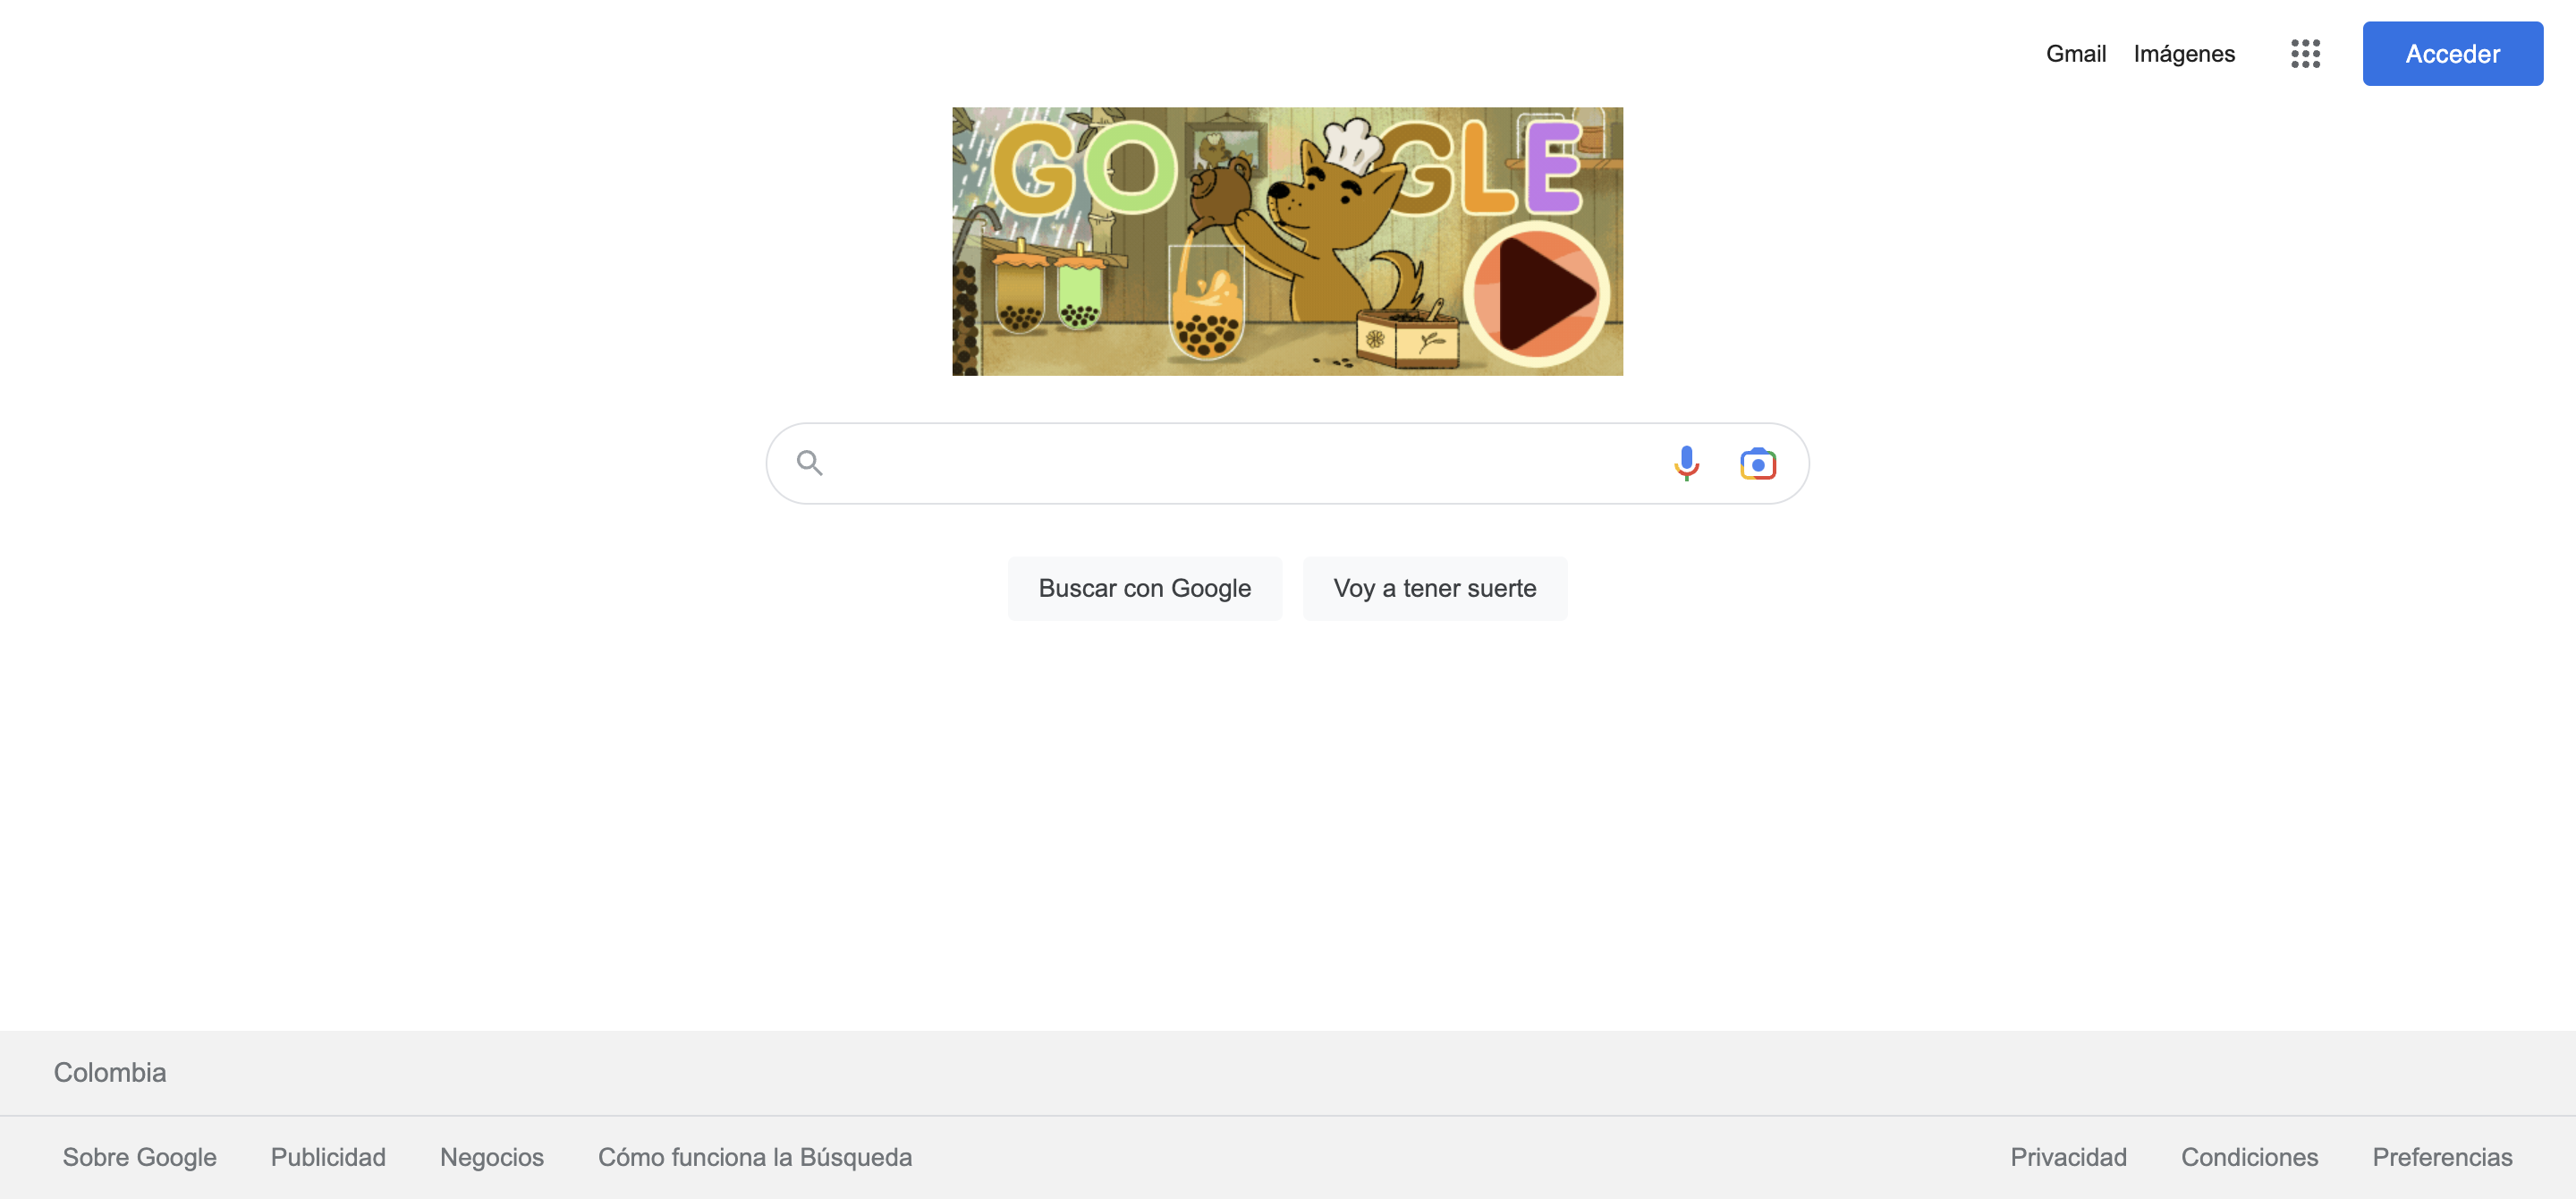 Gmail Imágenes Acceder
GO GLE
Buscar con Google Voy a tener suerte
Colombia
Sobre Google Publicidad Negocios Cómo funciona la Búsqueda Privacidad Condiciones Preferencias